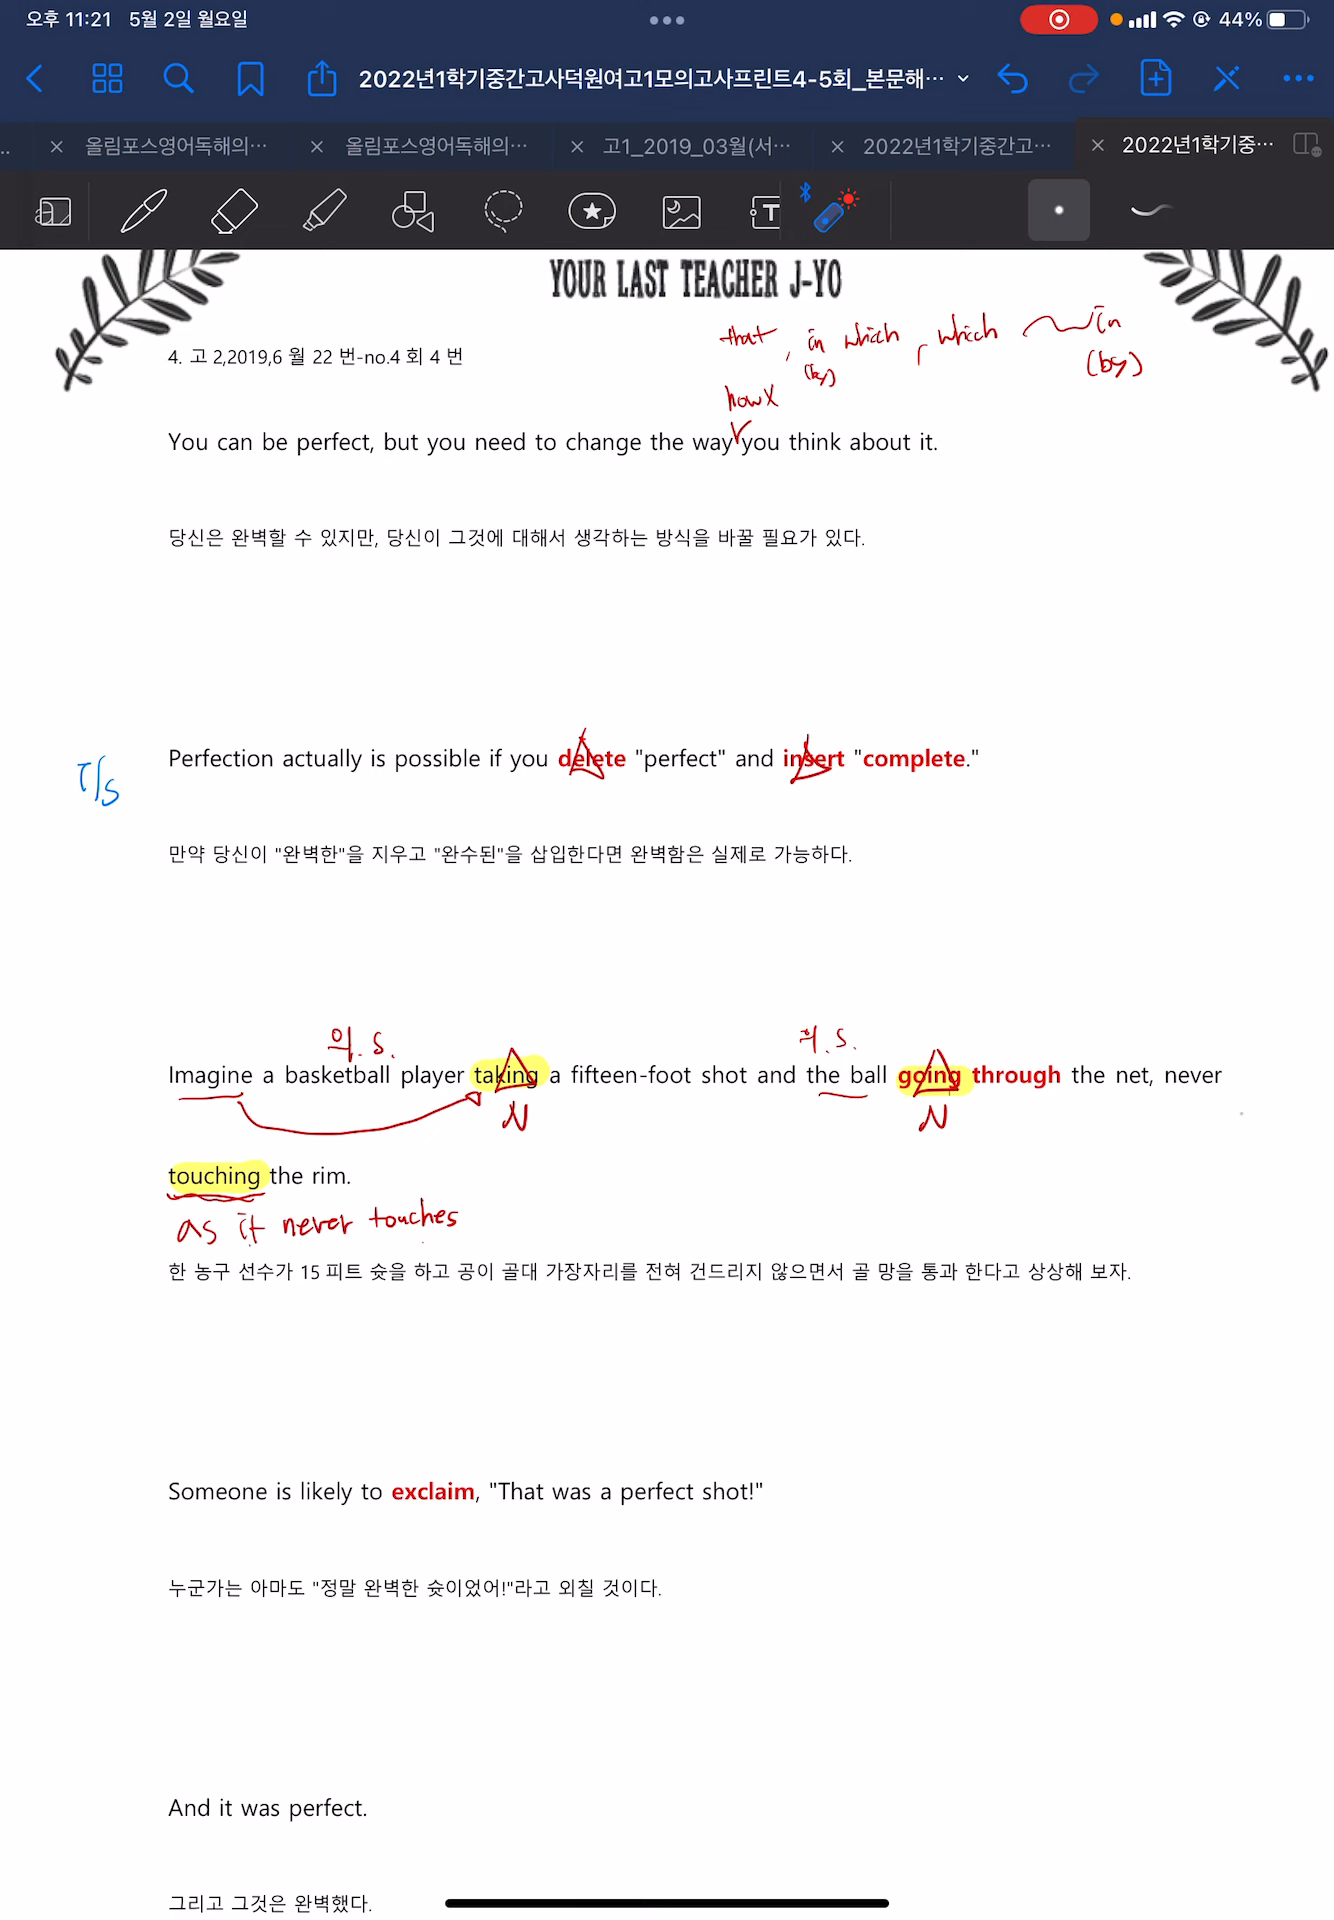 오후 11:21 5월 2일 월요일
44%
2022년1학기중간고사덕원여고1모의고사프린트4-5회_본문해…
올림포스영어독해의… 올림포스영어독해의… 고1_2019_03월(서… 2022년1학기중간고… 2022년1학기중…
T
YOUR LAST TEACHER J-YO
that, in which, which in
(by) (by)
4. 고 2,2019,6 월 22 번-no.4 회 4 번
how X
You can be perfect, but you need to change the way you think about it.
당신은 완벽할 수 있지만, 당신이 그것에 대해서 생각하는 방식을 바꿀 필요가 있다.
T/S
Perfection actually is possible if you delete "perfect" and insert "complete."
만약 당신이 "완벽한"을 지우고 "완수된"을 삽입한다면 완벽함은 실제로 가능하다.
의.S. 의.S.
Imagine a basketball player taking a fifteen-foot shot and the ball going through the net, never
N N
touching the rim.
as it never touches
한 농구 선수가 15 피트 슛을 하고 공이 골대 가장자리를 전혀 건드리지 않으면서 골 망을 통과 한다고 상상해 보자.
Someone is likely to exclaim, "That was a perfect shot!"
누군가는 아마도 "정말 완벽한 슛이었어!"라고 외칠 것이다.
And it was perfect.
그리고 그것은 완벽했다.